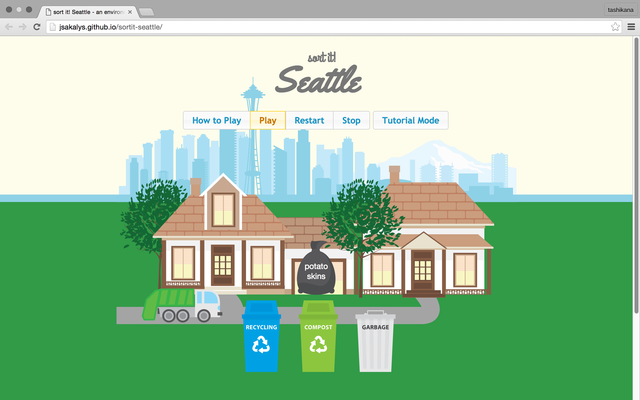 sort it! Seattle - an environ
tashikana
jsakalys.github.io/sortit-seattle/
sort it!
Seattle
How to Play
Play
Restart
Stop
Tutorial Mode
potato
skins
RECYCLING
COMPOST
GARBAGE